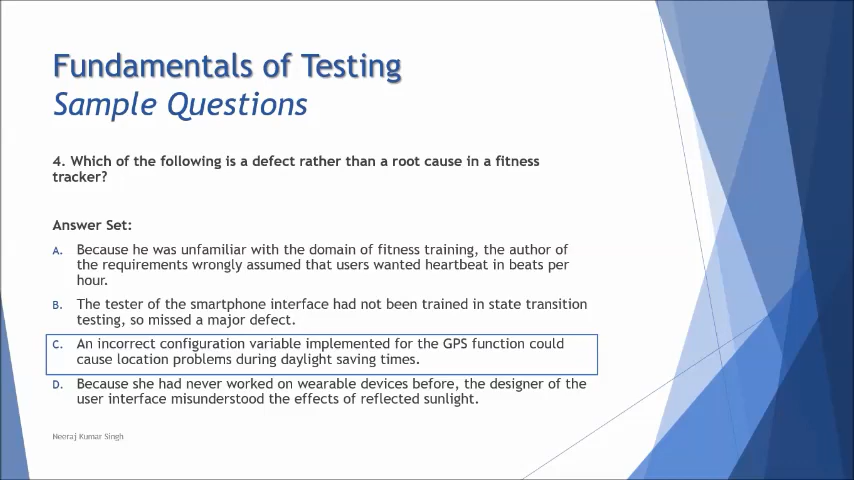 Fundamentals of Testing
Sample Questions
4. Which of the following is a defect rather than a root cause in a fitness
tracker?
Answer Set:
A. Because he was unfamiliar with the domain of fitness training, the author of
the requirements wrongly assumed that users wanted heartbeat in beats per
hour.
B. The tester of the smartphone interface had not been trained in state transition
testing, so missed a major defect.
C. An incorrect configuration variable implemented for the GPS function could
cause location problems during daylight saving times.
D. Because she had never worked on wearable devices before, the designer of the
user interface misunderstood the effects of reflected sunlight.
Neeraj Kumar Singh